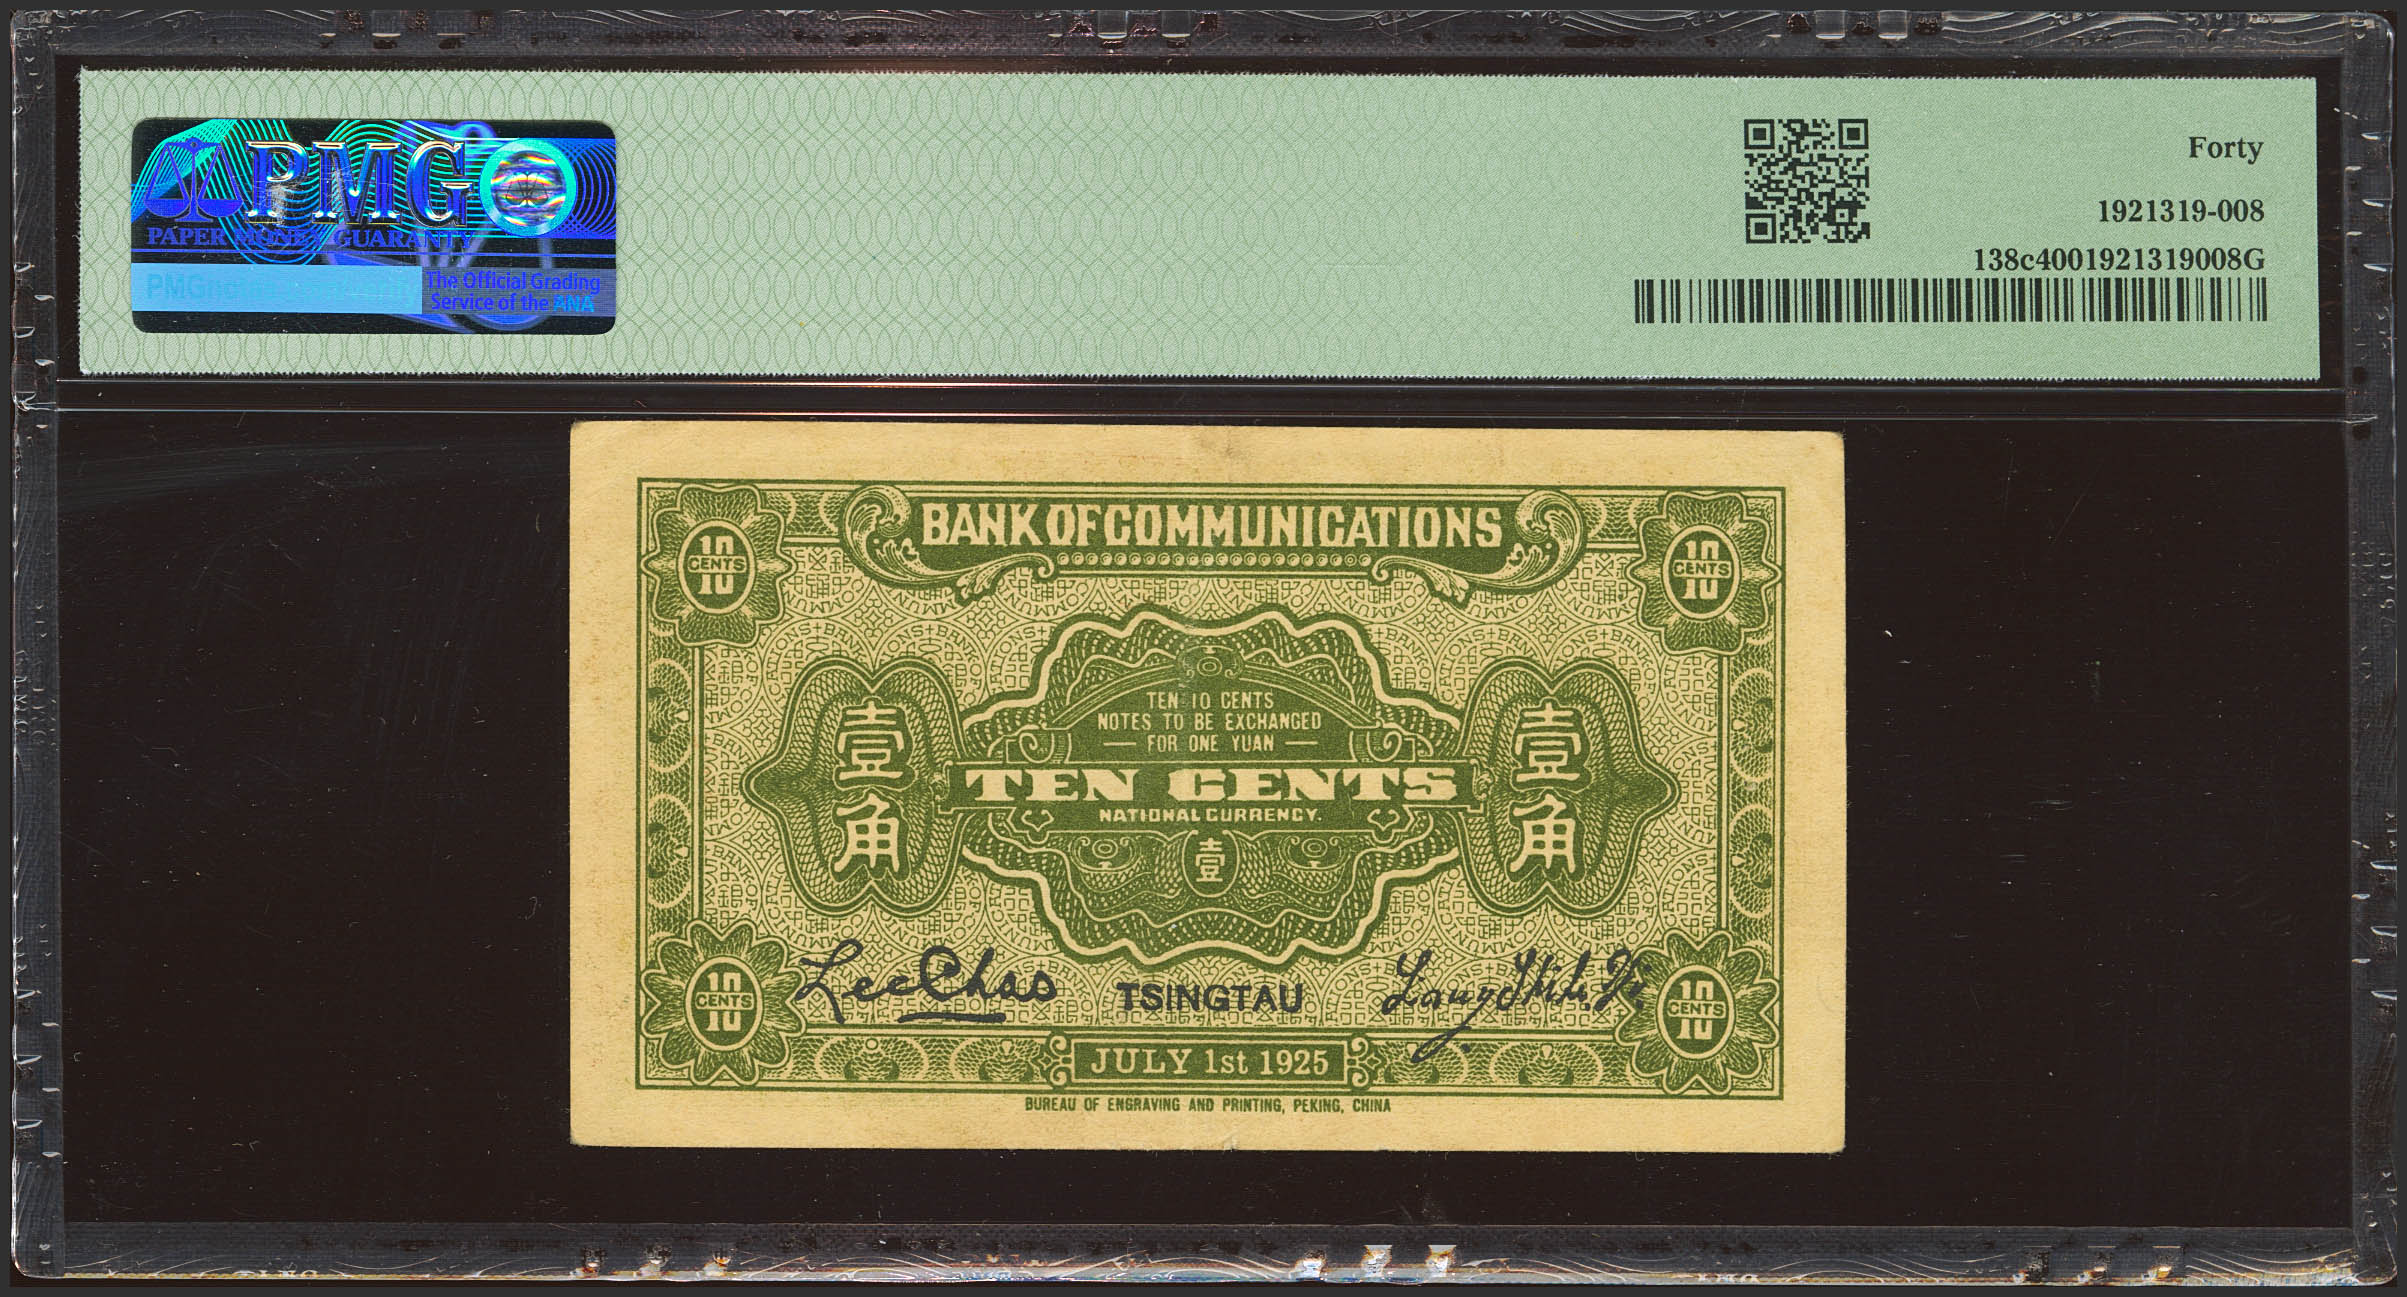 PMG
PAPER MONEY GUARANTY
The Official Grading
Service of the ANA
Forty
1921319-008
138c4001921319008G
BANK OF COMMUNICATIONS
10
CENTS
10
10
CENTS
10
TEN 10 CENTS
NOTES TO BE EXCHANGED
— FOR ONE YUAN —
壹角
壹角
TEN CENTS
NATIONAL CURRENCY.
壹
Lee Chao
TSINGTAU
10
CENTS
10
10
CENTS
10
JULY 1st 1925
BUREAU OF ENGRAVING AND PRINTING, PEKING, CHINA